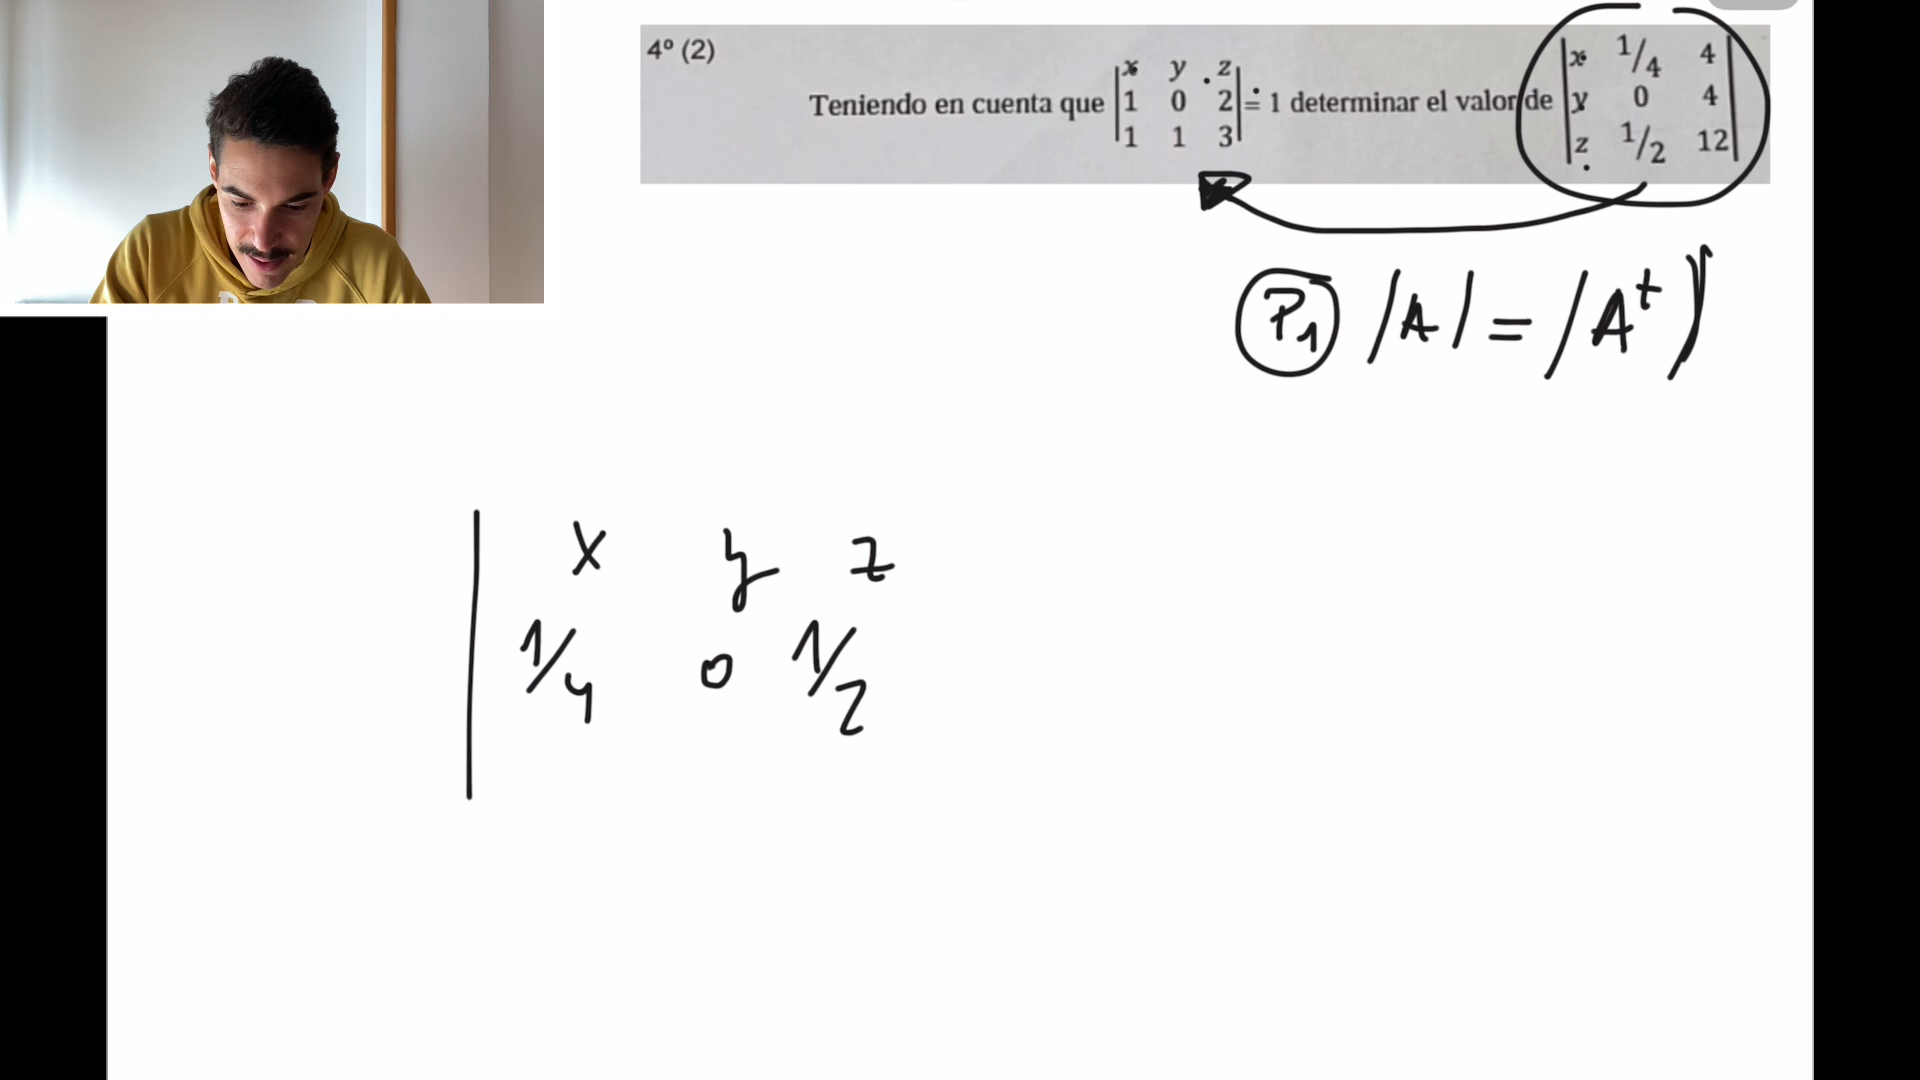 4º (2)
x y z
Teniendo en cuenta que 1 0 2 = 1 determinar el valor de
1 1 3
x 1/4 4
y 0 4
z 1/2 12
P1 |A| = |A^t|
x y z
1/4 0 1/2